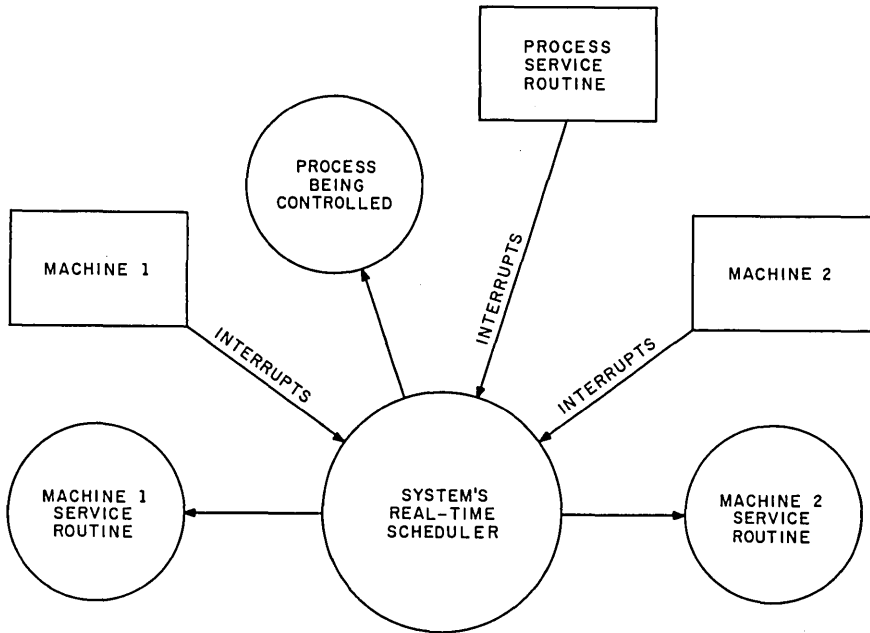 PROCESS
SERVICE
ROUTINE
PROCESS
BEING
CONTROLLED
MACHINE 1
MACHINE 2
INTERRUPTS
INTERRUPTS
INTERRUPTS
MACHINE 1
SERVICE
ROUTINE
SYSTEM'S
REAL-TIME
SCHEDULER
MACHINE 2
SERVICE
ROUTINE